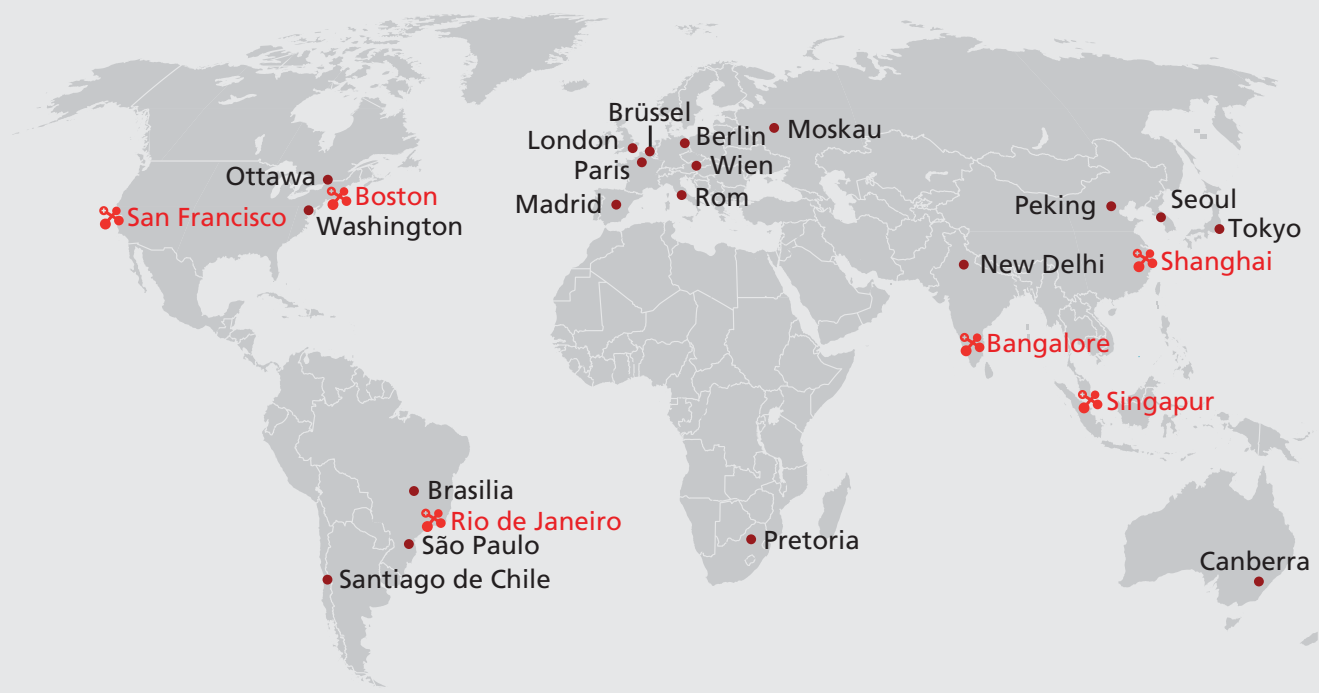 Brüssel
London
Berlin
Moskau
Paris
Wien
Ottawa
Boston
Madrid
Rom
San Francisco
Washington
Peking
Seoul
Tokyo
New Delhi
Shanghai
Bangalore
Singapur
Brasilia
Rio de Janeiro
São Paulo
Pretoria
Santiago de Chile
Canberra